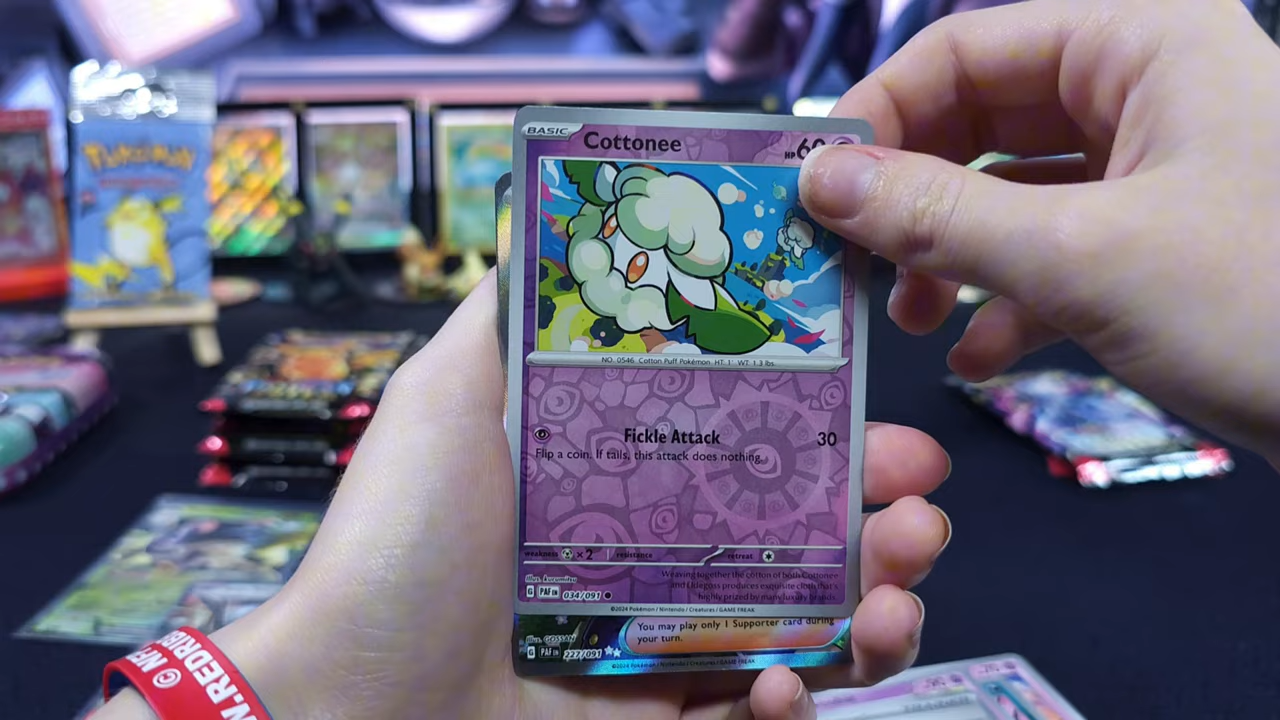 Pokémon
BASIC
Cottonee
HP 60
NO. 0546 Cotton Puff Pokémon HT: 1' WT: 1.3 lbs.
Fickle Attack 30
Flip a coin. If tails, this attack does nothing.
weakness ×2 resistance retreat
Weaving together the cotton of both Cottonee
and Eldegoss produces exquisite cloth that's
highly prized by many luxury brands.
Illus. kurumitsu
G PAF EN 034/091
©2024 Pokémon / Nintendo / Creatures / GAME FREAK
You may play only 1 Supporter card during
your turn.
Illus. GOSSAN
G PAF EN 227/091
©2024 Pokémon / Nintendo / Creatures / GAME FREAK
TRAINER